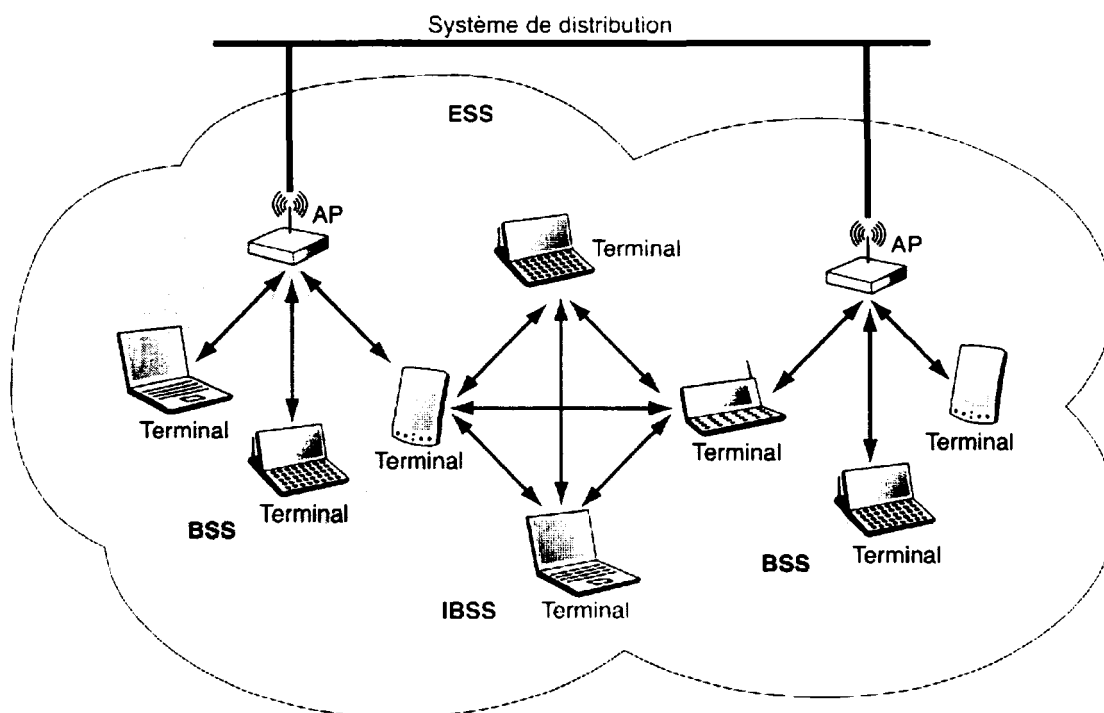 Système de distribution
ESS
AP
Terminal
AP
Terminal
Terminal
Terminal
Terminal
Terminal
Terminal
BSS
Terminal
BSS
IBSS
Terminal